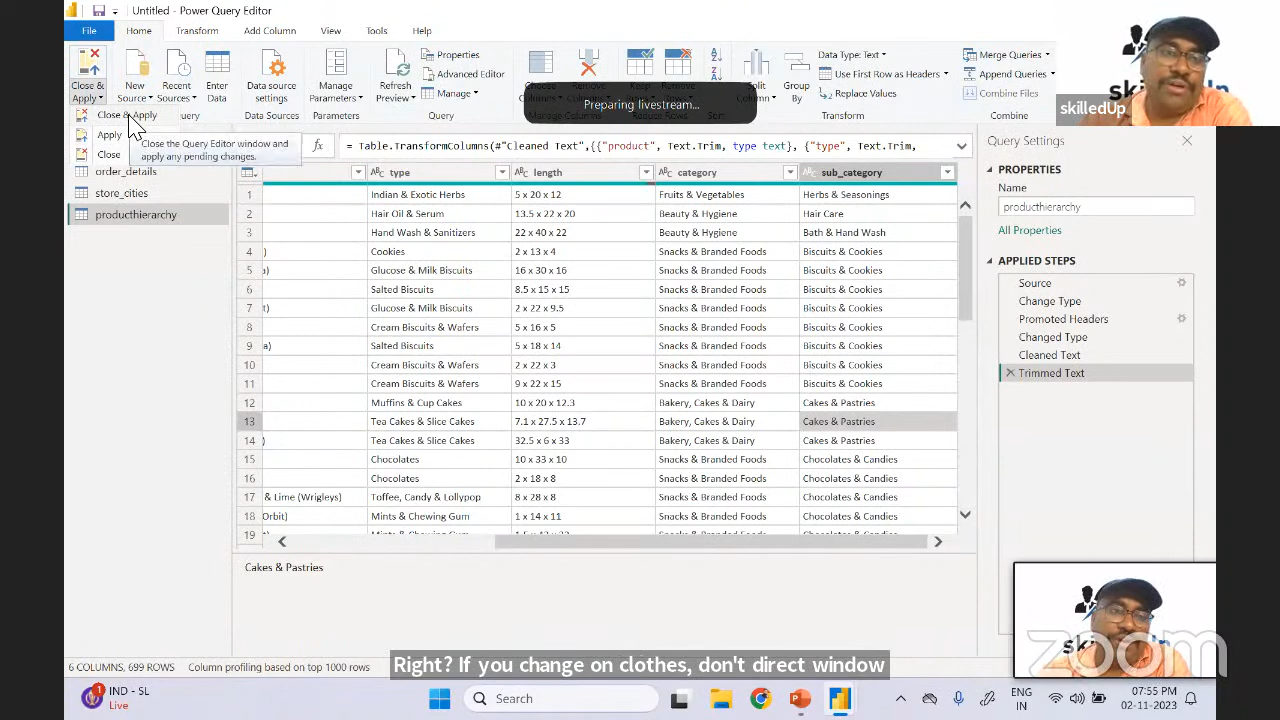 Untitled - Power Query Editor
File Home Transform Add Column View Tools Help
Close & Apply
New Source
Recent Sources
Enter Data
Data source settings
Data Sources
Manage Parameters
Parameters
Refresh Preview
Properties
Advanced Editor
Manage
Query
Split Column
Group By
Data Type: Text
Use First Row as Headers
Replace Values
Merge Queries
Append Queries
Combine Files
Preparing livestream...
skilledUp
Close & Apply
Apply
Close
Close the Query Editor window and
apply any pending changes.
order_details
store_cities
producthierarchy
= Table.TransformColumns(#"Cleaned Text",{{"product", Text.Trim, type text}, {"type", Text.Trim,
type length category sub_category
1 Indian & Exotic Herbs 5 x 20 x 12 Fruits & Vegetables Herbs & Seasonings
2 Hair Oil & Serum 13.5 x 22 x 20 Beauty & Hygiene Hair Care
3 Hand Wash & Sanitizers 22 x 40 x 22 Beauty & Hygiene Bath & Hand Wash
4 ) Cookies 2 x 13 x 4 Snacks & Branded Foods Biscuits & Cookies
5 a) Glucose & Milk Biscuits 16 x 30 x 16 Snacks & Branded Foods Biscuits & Cookies
6 Salted Biscuits 8.5 x 15 x 15 Snacks & Branded Foods Biscuits & Cookies
7 t) Glucose & Milk Biscuits 2 x 22 x 9.5 Snacks & Branded Foods Biscuits & Cookies
8 Cream Biscuits & Wafers 5 x 16 x 5 Snacks & Branded Foods Biscuits & Cookies
9 a) Salted Biscuits 5 x 18 x 14 Snacks & Branded Foods Biscuits & Cookies
10 Cream Biscuits & Wafers 2 x 22 x 3 Snacks & Branded Foods Biscuits & Cookies
11 Cream Biscuits & Wafers 9 x 22 x 15 Snacks & Branded Foods Biscuits & Cookies
12 Muffins & Cup Cakes 10 x 20 x 12.3 Bakery, Cakes & Dairy Cakes & Pastries
13 Tea Cakes & Slice Cakes 7.1 x 27.5 x 13.7 Bakery, Cakes & Dairy Cakes & Pastries
14 ) Tea Cakes & Slice Cakes 32.5 x 6 x 33 Bakery, Cakes & Dairy Cakes & Pastries
15 Chocolates 10 x 33 x 10 Snacks & Branded Foods Chocolates & Candies
16 Chocolates 2 x 18 x 8 Snacks & Branded Foods Chocolates & Candies
17 & Lime (Wrigleys) Toffee, Candy & Lollypop 8 x 28 x 8 Snacks & Branded Foods Chocolates & Candies
18 Orbit) Mints & Chewing Gum 1 x 14 x 11 Snacks & Branded Foods Chocolates & Candies
19
Cakes & Pastries
Query Settings
PROPERTIES
Name
producthierarchy
All Properties
APPLIED STEPS
Source
Change Type
Promoted Headers
Changed Type
Cleaned Text
Trimmed Text
zoom
6 COLUMNS, 699 ROWS Column profiling based on top 1000 rows
Right? If you change on clothes, don't direct window
IND - SL
Live
1
Search
ENG
IN
07:55 PM
02-11-2023